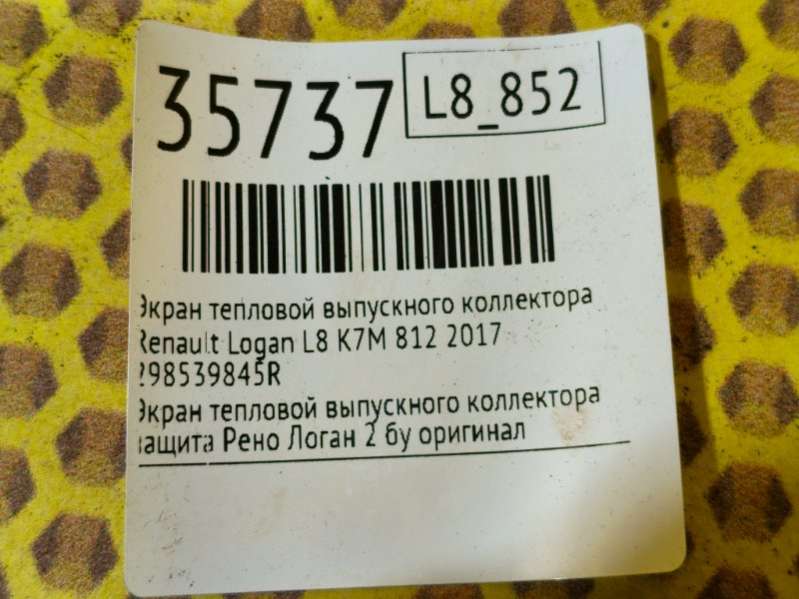 35737
L8_852
Экран тепловой выпускного коллектора
Renault Logan L8 K7M 812 2017
298539845R
Экран тепловой выпускного коллектора
защита Рено Логан 2 бу оригинал